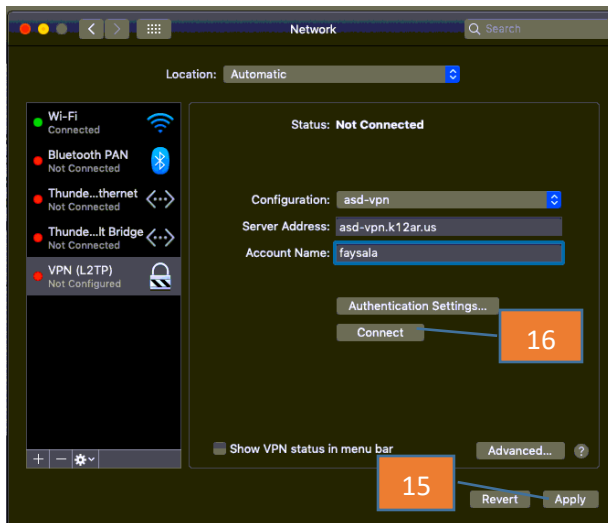 Network
Search
Location: Automatic
Wi-Fi
Connected
Bluetooth PAN
Not Connected
Thunde...thernet
Not Connected
Thunde...lt Bridge
Not Connected
VPN (L2TP)
Not Configured
Status: Not Connected
Configuration: asd-vpn
Server Address: asd-vpn.k12ar.us
Account Name: faysala
Authentication Settings...
Connect
16
Show VPN status in menu bar
Advanced... ?
15
Revert Apply